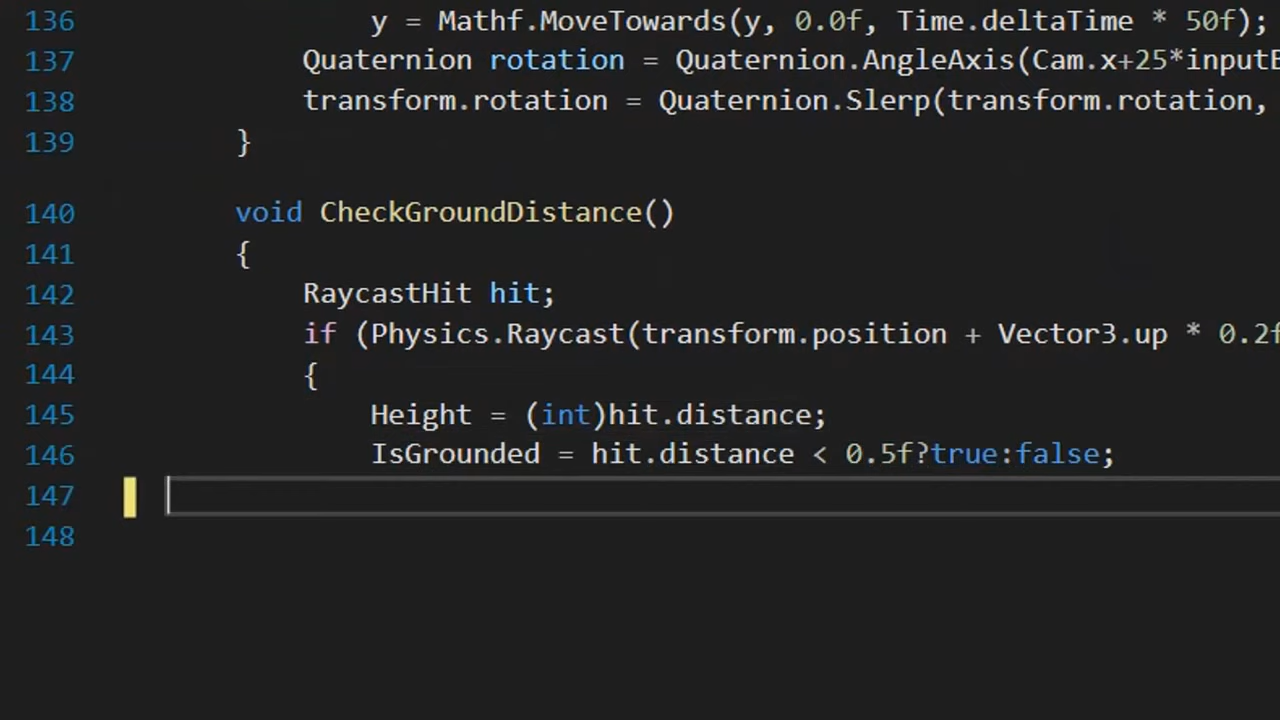 136 y = Mathf.MoveTowards(y, 0.0f, Time.deltaTime * 50f);
137 Quaternion rotation = Quaternion.AngleAxis(Cam.x+25*input
138 transform.rotation = Quaternion.Slerp(transform.rotation,
139 }
140 void CheckGroundDistance()
141 {
142 RaycastHit hit;
143 if (Physics.Raycast(transform.position + Vector3.up * 0.2f
144 {
145 Height = (int)hit.distance;
146 IsGrounded = hit.distance < 0.5f?true:false;
147
148